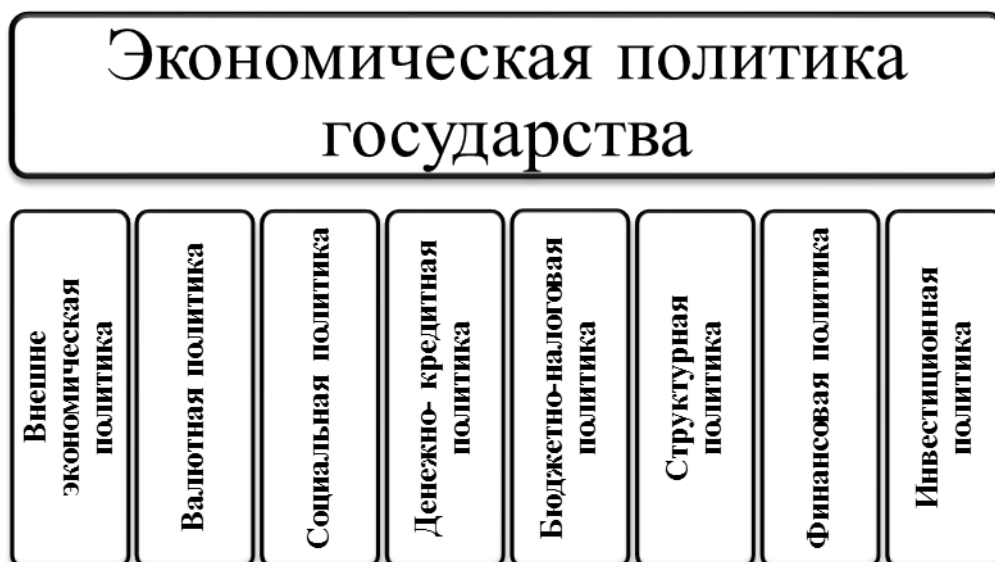 Экономическая политика
государства
Внешне
экономическая
политика
Валютная политика
Социальная политика
Денежно- кредитная
политика
Бюджетно-налоговая
политика
Структурная
политика
Финансовая политика
Инвестиционная
политика